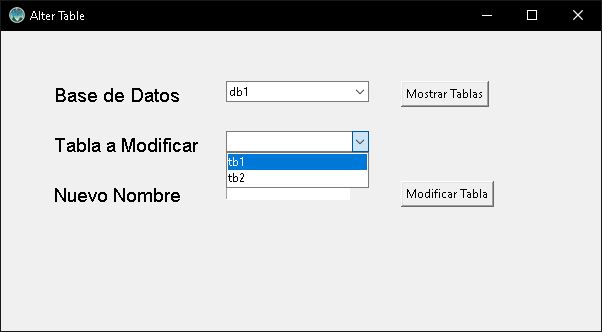 Alter Table
Base de Datos db1 Mostrar Tablas
Tabla a Modificar
tb1
tb2
Nuevo Nombre Modificar Tabla